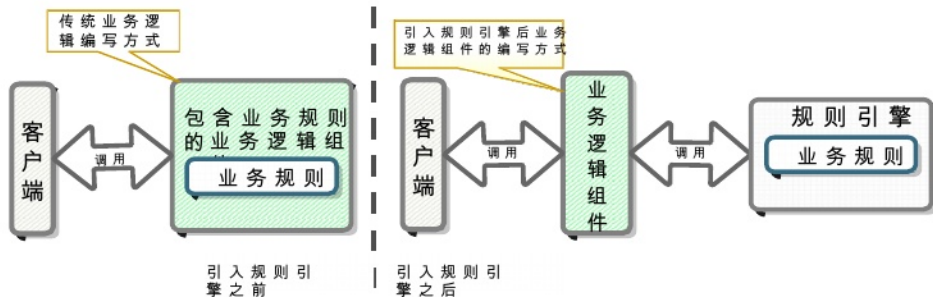 传统业务逻
辑编写方式
客户端
调用
包含业务规则
的业务逻辑组
业务规则
引入规则引
擎之前
引入规则引擎后业务
逻辑组件的编写方式
客户端
调用
业务逻辑组件
调用
规则引擎
业务规则
引入规则引
擎之后